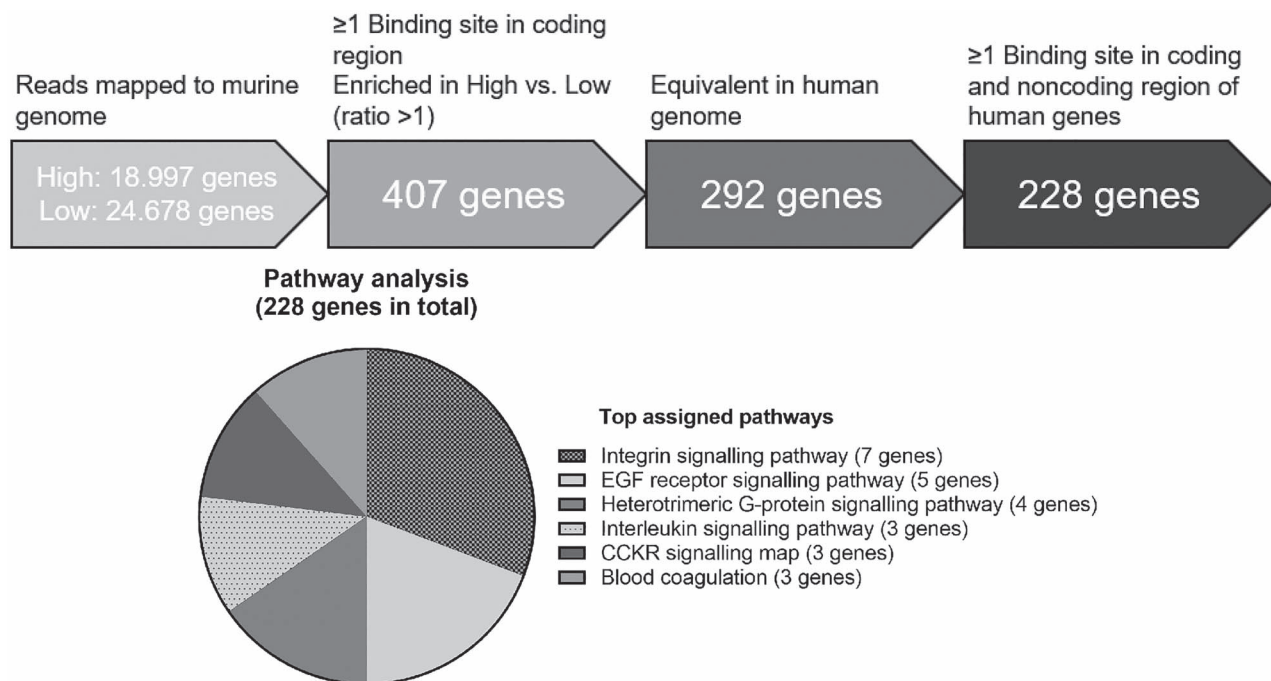 Reads mapped to murine
genome
≥1 Binding site in coding
region
Enriched in High vs. Low
(ratio >1)
Equivalent in human
genome
≥1 Binding site in coding
and noncoding region of
human genes
High: 18.997 genes
Low: 24.678 genes
407 genes
292 genes
228 genes
Pathway analysis
(228 genes in total)
Top assigned pathways
Integrin signalling pathway (7 genes)
EGF receptor signalling pathway (5 genes)
Heterotrimeric G-protein signalling pathway (4 genes)
Interleukin signalling pathway (3 genes)
CCKR signalling map (3 genes)
Blood coagulation (3 genes)